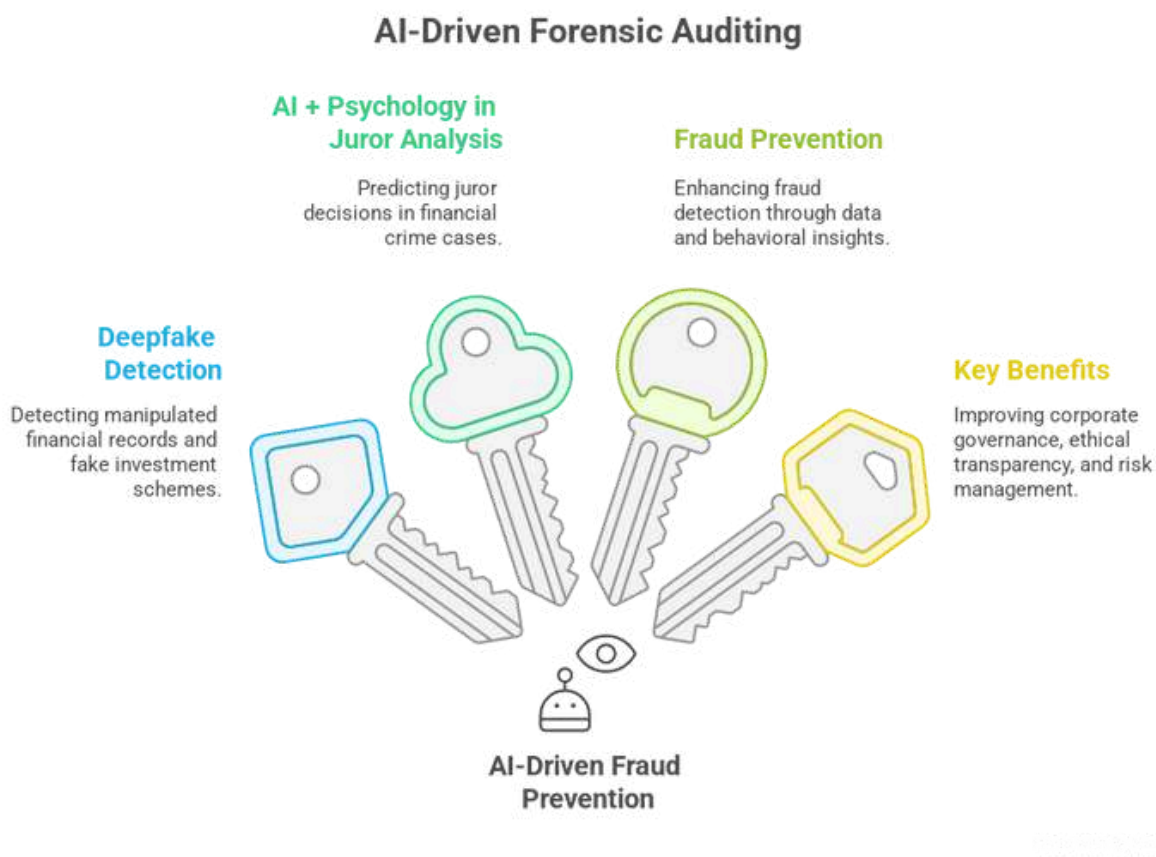 AI-Driven Forensic Auditing
AI + Psychology in
Juror Analysis
Predicting juror
decisions in financial
crime cases.
Fraud Prevention
Enhancing fraud
detection through data
and behavioral insights.
Deepfake
Detection
Detecting manipulated
financial records and
fake investment
schemes.
Key Benefits
Improving corporate
governance, ethical
transparency, and risk
management.
AI-Driven Fraud
Prevention